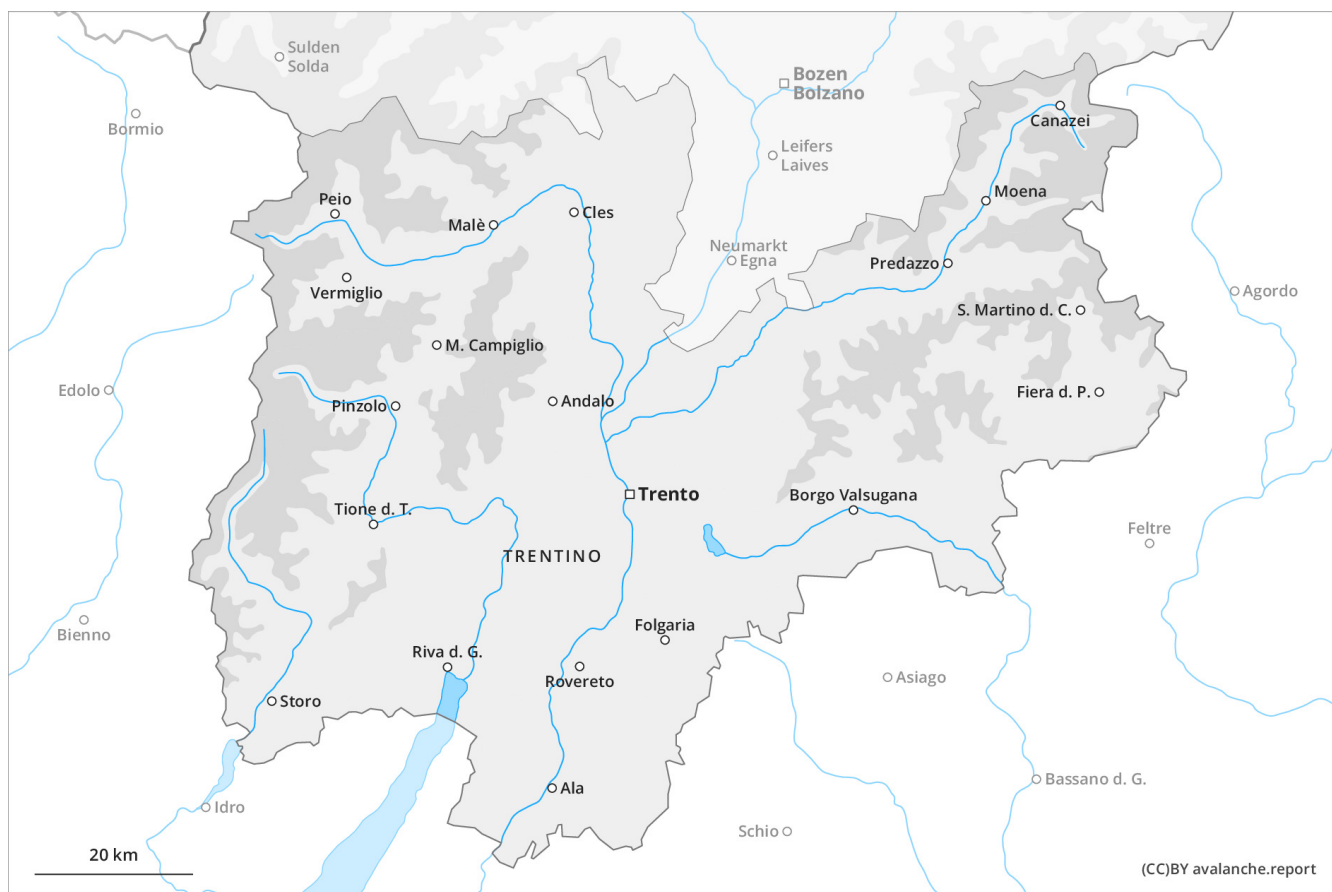 Sulden
Solda
Bozen
Bolzano
Bormio
Canazei
Leifers
Laives
Peio
Moena
Malè
Cles
Neumarkt
Egna
Predazzo
Vermiglio
Agordo
S. Martino d. C.
M. Campiglio
Edolo
Pinzolo
Andalo
Fiera d. P.
Trento
Borgo Valsugana
Tione d. T.
Feltre
TRENTINO
Bienno
Folgaria
Riva d. G.
Rovereto
Asiago
Storo
Bassano d. G.
Ala
Idro
Schio
20 km
(CC)BY avalanche.report